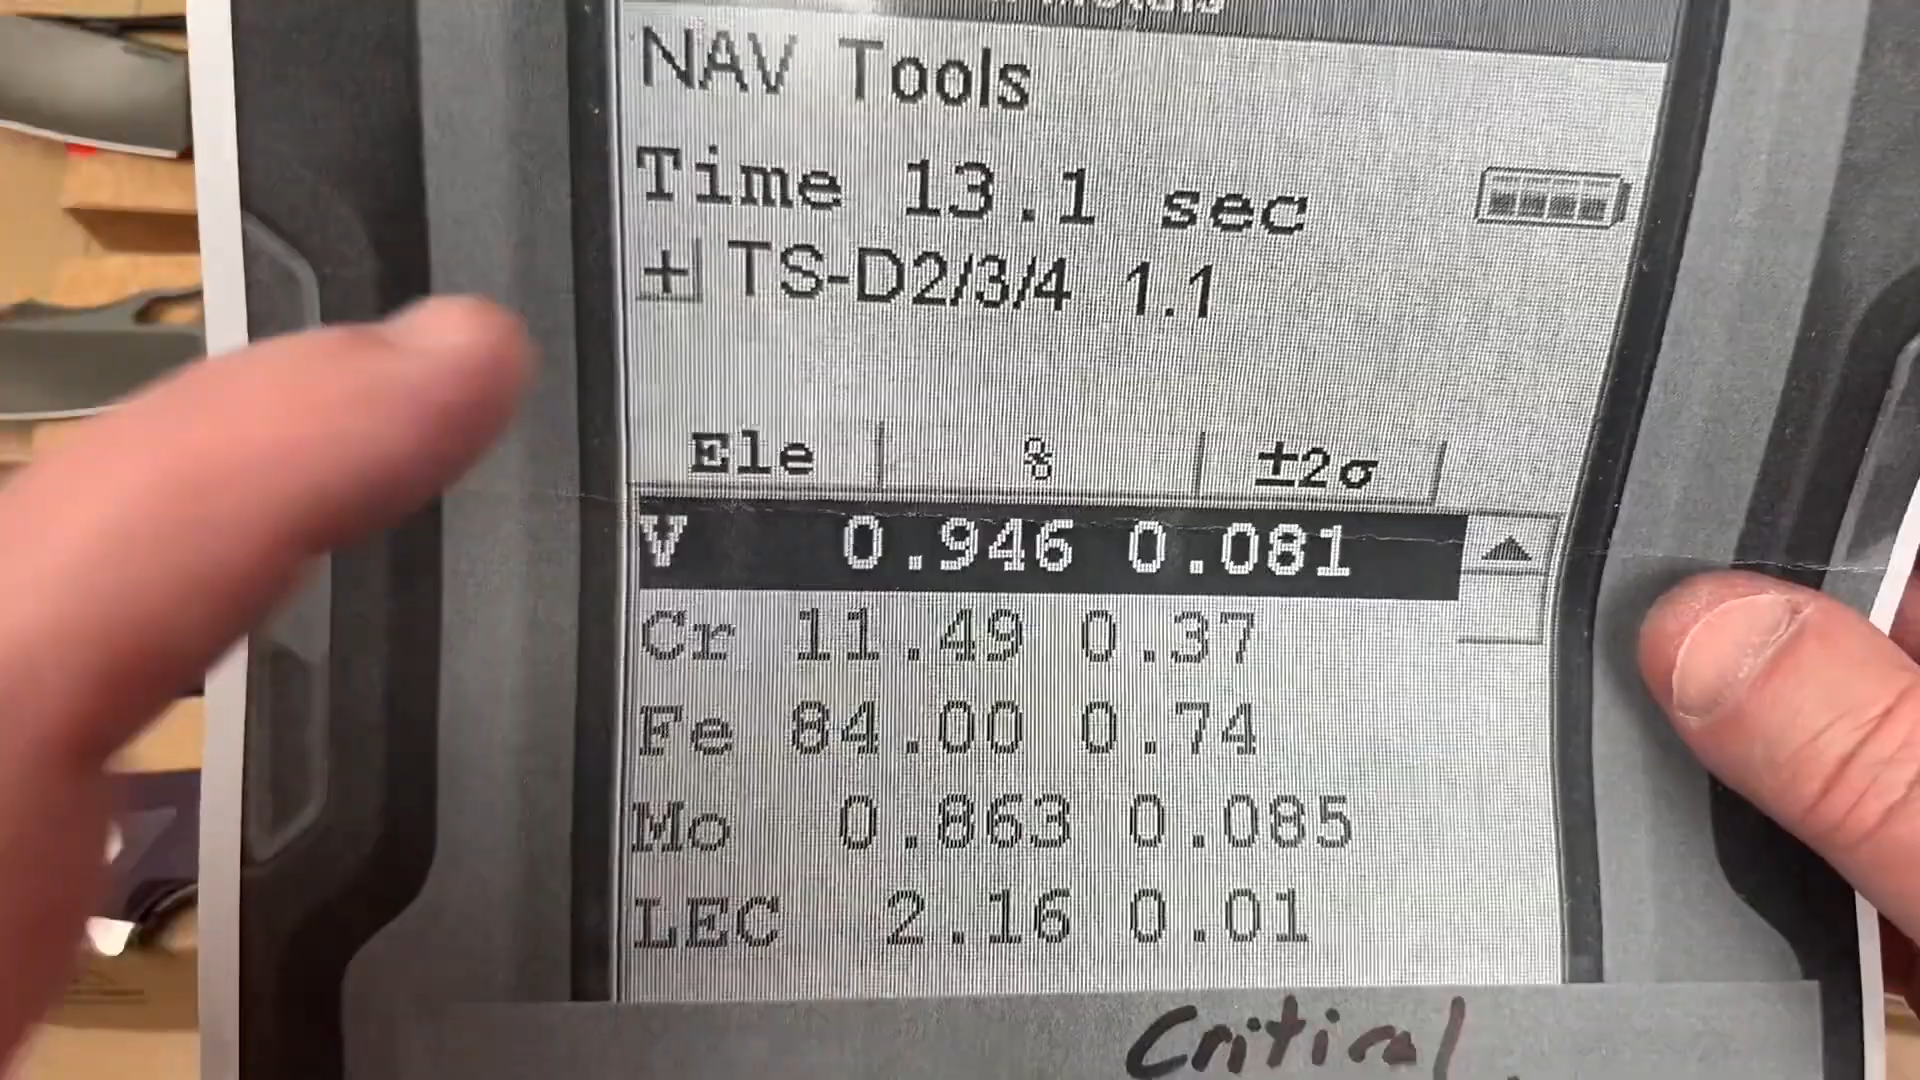 NAV Tools
Time 13.1 sec
+ TS-D2/3/4 1.1
Ele % ±2σ
V 0.946 0.081
Cr 11.49 0.37
Fe 84.00 0.74
Mo 0.863 0.085
LEC 2.16 0.01
Critical